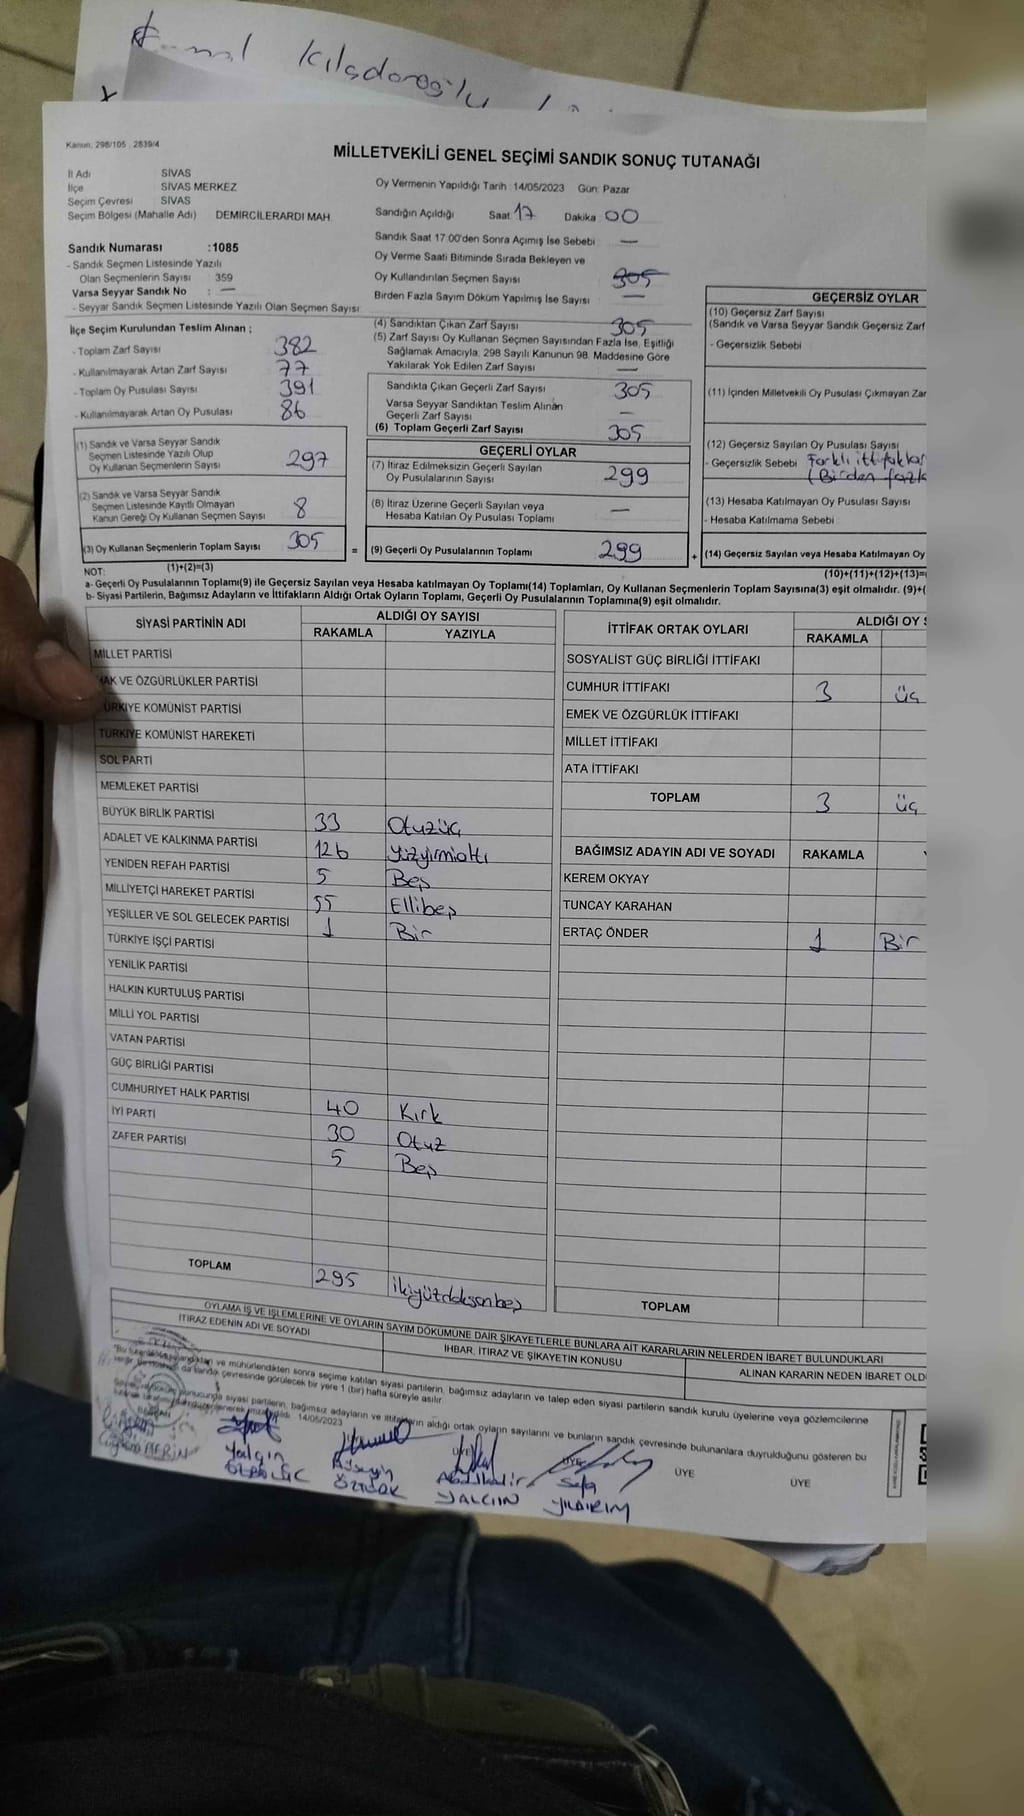 Kemal Kılıçdaroğlu
Kanun: 298/105 , 2839/4
MİLLETVEKİLİ GENEL SEÇİMİ SANDIK SONUÇ TUTANAĞI
İl Adı SİVAS
İlçe SİVAS MERKEZ
Seçim Çevresi SİVAS
Seçim Bölgesi (Mahalle Adı) DEMİRCİLERARDI MAH.
Sandık Numarası :1085
- Sandık Seçmen Listesinde Yazılı
Olan Seçmenlerin Sayısı 359
Varsa Seyyar Sandık No : —
- Seyyar Sandık Seçmen Listesinde Yazılı Olan Seçmen Sayısı
Oy Vermenin Yapıldığı Tarih :14/05/2023 Gün: Pazar
Sandığın Açıldığı Saat 17 Dakika 00
Sandık Saat 17:00'den Sonra Açımış İse Sebebi : —
Oy Verme Saati Bitiminde Sırada Bekleyen ve
Oy Kullandırılan Seçmen Sayısı 305
Birden Fazla Sayım Döküm Yapılmış İse Sayısı —
İlçe Seçim Kurulundan Teslim Alınan ;
- Toplam Zarf Sayısı 382
- Kullanılmayarak Artan Zarf Sayısı 77
- Toplam Oy Pusulası Sayısı 391
- Kullanılmayarak Artan Oy Pusulası 86
(1) Sandık ve Varsa Seyyar Sandık
Seçmen Listesinde Yazılı Olup
Oy Kullanan Seçmenlerin Sayısı 297
(2) Sandık ve Varsa Seyyar Sandık
Seçmen Listesinde Kayıtlı Olmayan
Kanun Gereği Oy Kullanan Seçmen Sayısı 8
(3) Oy Kullanan Seçmenlerin Toplam Sayısı 305
(4) Sandıktan Çıkan Zarf Sayısı 305
(5) Zarf Sayısı Oy Kullanan Seçmen Sayısından Fazla İse, Eşitliği
Sağlamak Amacıyla, 298 Sayılı Kanunun 98. Maddesine Göre
Yakılarak Yok Edilen Zarf Sayısı —
Sandıkta Çıkan Geçerli Zarf Sayısı 305
Varsa Seyyar Sandıktan Teslim Alınan
Geçerli Zarf Sayısı —
(6) Toplam Geçerli Zarf Sayısı 305
GEÇERLİ OYLAR
(7) İtiraz Edilmeksizin Geçerli Sayılan
Oy Pusulalarının Sayısı 299
(8) İtiraz Üzerine Geçerli Sayılan veya
Hesaba Katılan Oy Pusulası Toplamı —
= (9) Geçerli Oy Pusulalarının Toplamı 299 +
GEÇERSİZ OYLAR
(10) Geçersiz Zarf Sayısı
(Sandık ve Varsa Seyyar Sandık Geçersiz Zarf
- Geçersizlik Sebebi
(11) İçinden Milletvekili Oy Pusulası Çıkmayan Zar
(12) Geçersiz Sayılan Oy Pusulası Sayısı
- Geçersizlik Sebebi Farklı ittifaklar
(Birden fazla
(13) Hesaba Katılmayan Oy Pusulası Sayısı
- Hesaba Katılmama Sebebi
(14) Geçersiz Sayılan veya Hesaba Katılmayan Oy
NOT: (1)+(2)=(3) (10)+(11)+(12)+(13)=
a- Geçerli Oy Pusulalarının Toplamı(9) ile Geçersiz Sayılan veya Hesaba katılmayan Oy Toplamı(14) Toplamları, Oy Kullanan Seçmenlerin Toplam Sayısına(3) eşit olmalıdır. (9)+(
b- Siyasi Partilerin, Bağımsız Adayların ve İttifakların Aldığı Ortak Oyların Toplamı, Geçerli Oy Pusulalarının Toplamına(9) eşit olmalıdır.
SİYASİ PARTİNİN ADI ALDIĞI OY SAYISI
RAKAMLA YAZIYLA
MİLLET PARTİSİ
AK VE ÖZGÜRLÜKLER PARTİSİ
TÜRKİYE KOMÜNİST PARTİSİ
TÜRKİYE KOMÜNİST HAREKETİ
SOL PARTİ
MEMLEKET PARTİSİ
BÜYÜK BİRLİK PARTİSİ 33 Otuzüç
ADALET VE KALKINMA PARTİSİ 126 Yüzyirmialtı
YENİDEN REFAH PARTİSİ 5 Beş
MİLLİYETÇİ HAREKET PARTİSİ 55 Ellibeş
YEŞİLLER VE SOL GELECEK PARTİSİ 1 Bir
TÜRKİYE İŞÇİ PARTİSİ
YENİLİK PARTİSİ
HALKIN KURTULUŞ PARTİSİ
MİLLİ YOL PARTİSİ
VATAN PARTİSİ
GÜÇ BİRLİĞİ PARTİSİ
CUMHURİYET HALK PARTİSİ 40 Kırk
İYİ PARTİ 30 Otuz
ZAFER PARTİSİ 5 Beş
TOPLAM 295 ikiyüzdoksanbeş
İTTİFAK ORTAK OYLARI ALDIĞI OY S
RAKAMLA
SOSYALİST GÜÇ BİRLİĞİ İTTİFAKI
CUMHUR İTTİFAKI 3 üç
EMEK VE ÖZGÜRLÜK İTTİFAKI
MİLLET İTTİFAKI
ATA İTTİFAKI
TOPLAM 3 üç
BAĞIMSIZ ADAYIN ADI VE SOYADI RAKAMLA Y
KEREM OKYAY
TUNCAY KARAHAN
ERTAÇ ÖNDER 1 Bir
TOPLAM
OYLAMA İŞ VE İŞLEMLERİNE VE OYLARIN SAYIM DÖKÜMÜNE DAİR ŞİKAYETLERLE BUNLARA AİT KARARLARIN NELERDEN İBARET BULUNDUKLARI
İTİRAZ EDENİN ADI VE SOYADI İHBAR, İTİRAZ VE ŞİKAYETİN KONUSU ALINAN KARARIN NEDEN İBARET OLD
ve mühürlendikten sonra seçime katılan siyasi partilerin, bağımsız adayların ve talep eden siyasi partilerin sandık kurulu üyelerine veya gözlemcilerine
çevresinde görülecek bir yere 1 (bir) hafta süreyle asılır.
sonucunda siyasi partilerin, bağımsız adayların ve ittifakların aldığı ortak oyların sayılarını ve bunların sandık çevresinde bulunanlara duyrulduğunu gösteren bu
14/05/2023
Yalçın Hüseyin ÖZTÜRK Abdulkadir YALÇIN Sefa YILDIRIM
ÜYE ÜYE ÜYE ÜYE